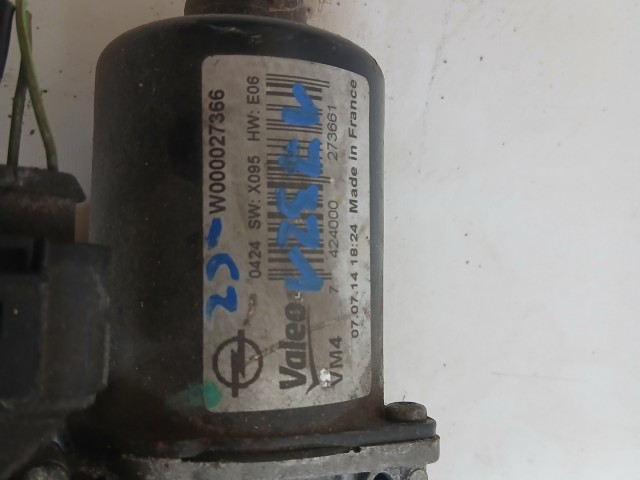 W000027366
0424 SW: X095 HW: E06
Valeo
VM4
7 424000 273661
07.07.14 18:24 Made in France